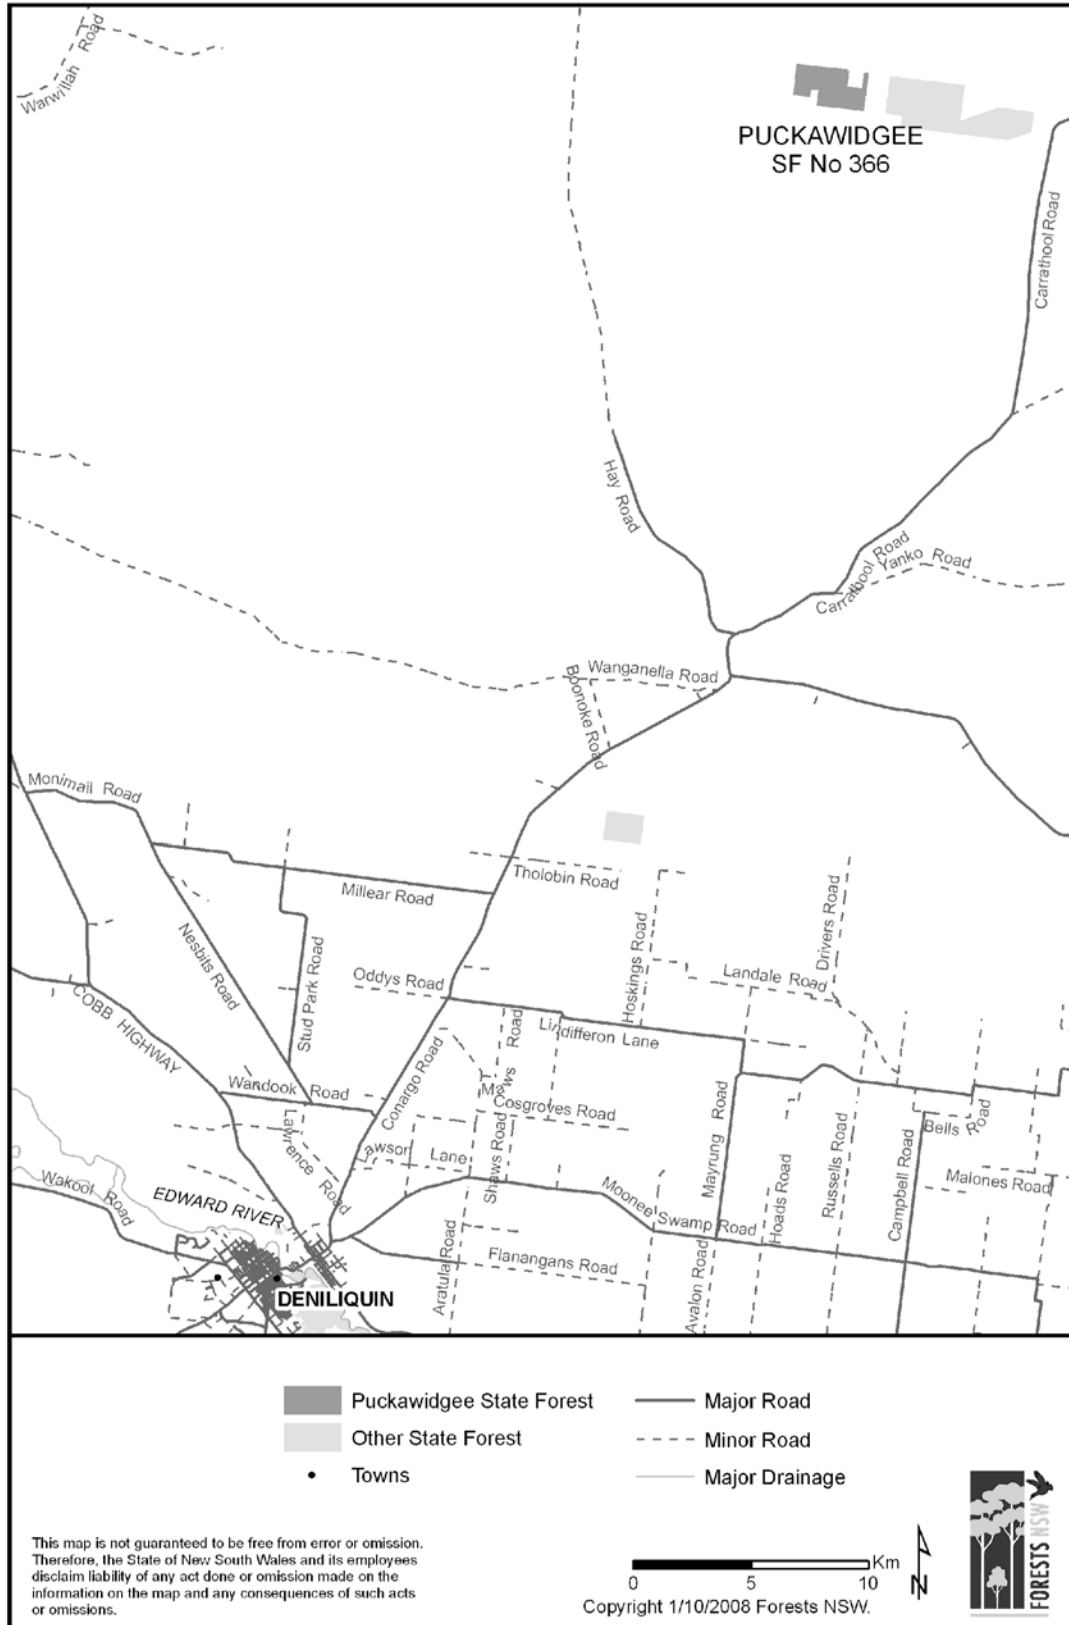 Warwillah Road
PUCKAWIDGEE
SF No 366
Carrathool Road
Hay Road
Carrathool Road
Yanko Road
Wanganella Road
Boonoke Road
Monimail Road
Tholobin Road
Millear Road
Nesbits Road
Stud Park Road
Oddys Road
Hoskings Road
Drivers Road
Landale Road
COBB HIGHWAY
Lindifferon Lane
Conargo Road
Wandook Road
Lawrence Road
Cosgroves Road
Mayrung Road
Bells Road
Lane
Shaws Road
Moonee Swamp Road
Hoads Road
Russells Road
Campbell Road
Malones Road
Wakool Road
EDWARD RIVER
Aratula Road
Flanangans Road
Avalon Road
DENILIQUIN
Puckawidgee State Forest
Other State Forest
Towns
Major Road
Minor Road
Major Drainage
This map is not guaranteed to be free from error or omission.
Therefore, the State of New South Wales and its employees
disclaim liability of any act done or omission made on the
information on the map and any consequences of such acts
or omissions.
Km
0 5 10
Copyright 1/10/2008 Forests NSW.
N
FORESTS NSW